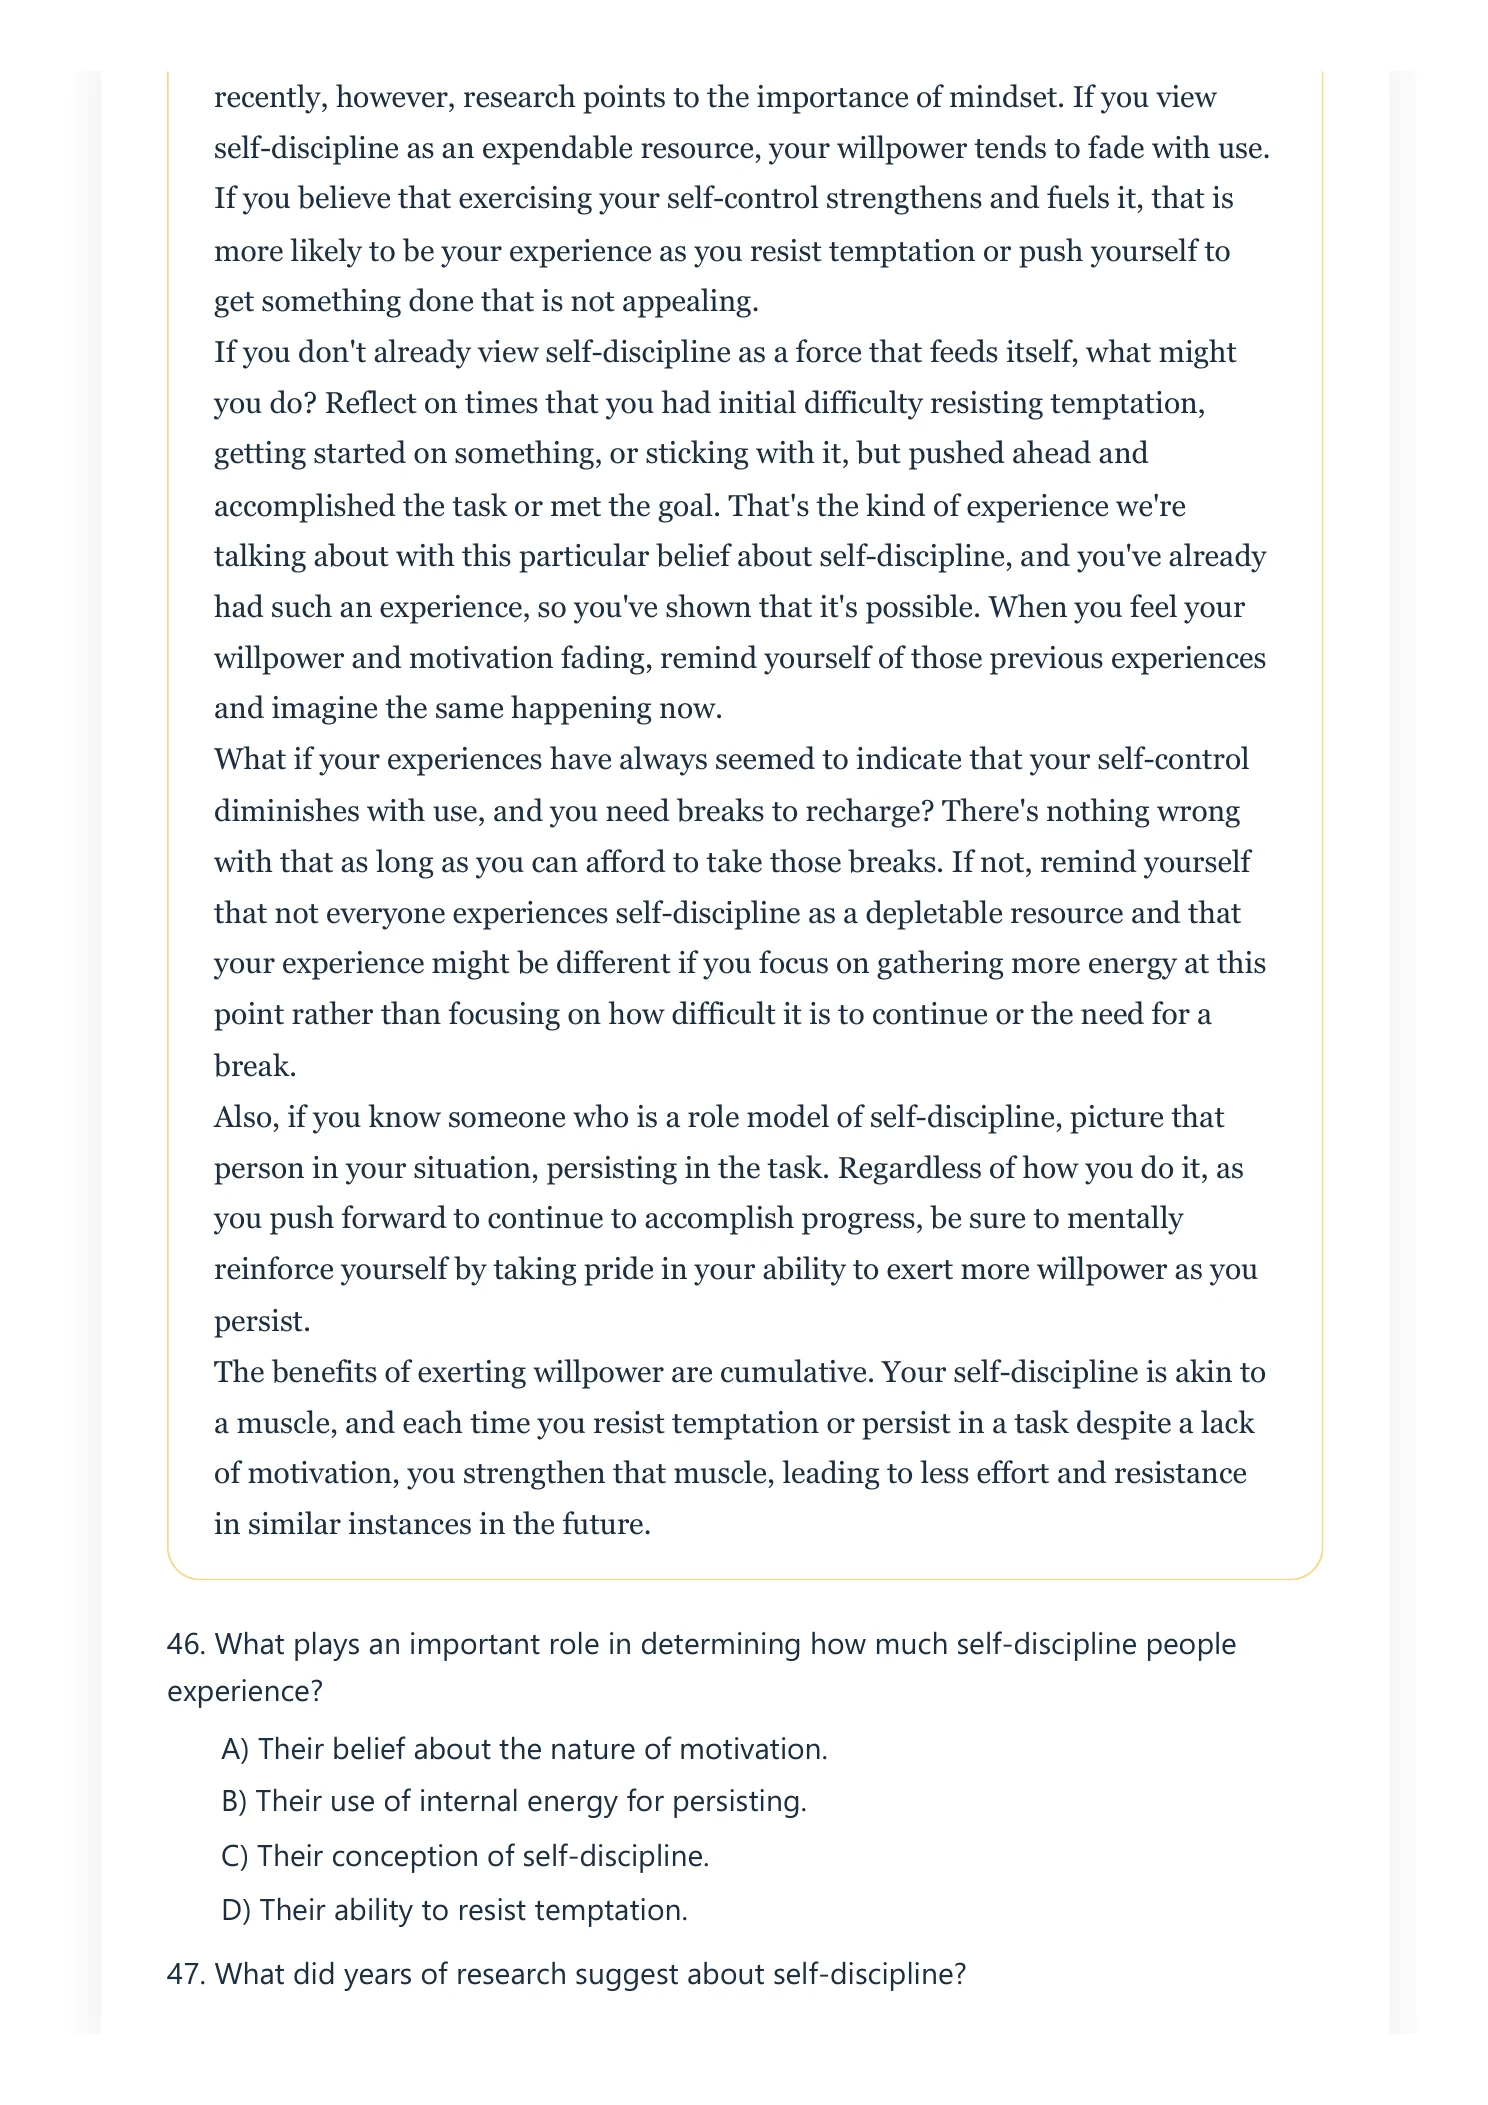 recently, however, research points to the importance of mindset. If you view
self-discipline as an expendable resource, your willpower tends to fade with use.
If you believe that exercising your self-control strengthens and fuels it, that is
more likely to be your experience as you resist temptation or push yourself to
get something done that is not appealing.
If you don't already view self-discipline as a force that feeds itself, what might
you do? Reflect on times that you had initial difficulty resisting temptation,
getting started on something, or sticking with it, but pushed ahead and
accomplished the task or met the goal. That's the kind of experience we're
talking about with this particular belief about self-discipline, and you've already
had such an experience, so you've shown that it's possible. When you feel your
willpower and motivation fading, remind yourself of those previous experiences
and imagine the same happening now.
What if your experiences have always seemed to indicate that your self-control
diminishes with use, and you need breaks to recharge? There's nothing wrong
with that as long as you can afford to take those breaks. If not, remind yourself
that not everyone experiences self-discipline as a depletable resource and that
your experience might be different if you focus on gathering more energy at this
point rather than focusing on how difficult it is to continue or the need for a
break.
Also, if you know someone who is a role model of self-discipline, picture that
person in your situation, persisting in the task. Regardless of how you do it, as
you push forward to continue to accomplish progress, be sure to mentally
reinforce yourself by taking pride in your ability to exert more willpower as you
persist.
The benefits of exerting willpower are cumulative. Your self-discipline is akin to
a muscle, and each time you resist temptation or persist in a task despite a lack
of motivation, you strengthen that muscle, leading to less effort and resistance
in similar instances in the future.
46. What plays an important role in determining how much self-discipline people
experience?
A) Their belief about the nature of motivation.
B) Their use of internal energy for persisting.
C) Their conception of self-discipline.
D) Their ability to resist temptation.
47. What did years of research suggest about self-discipline?